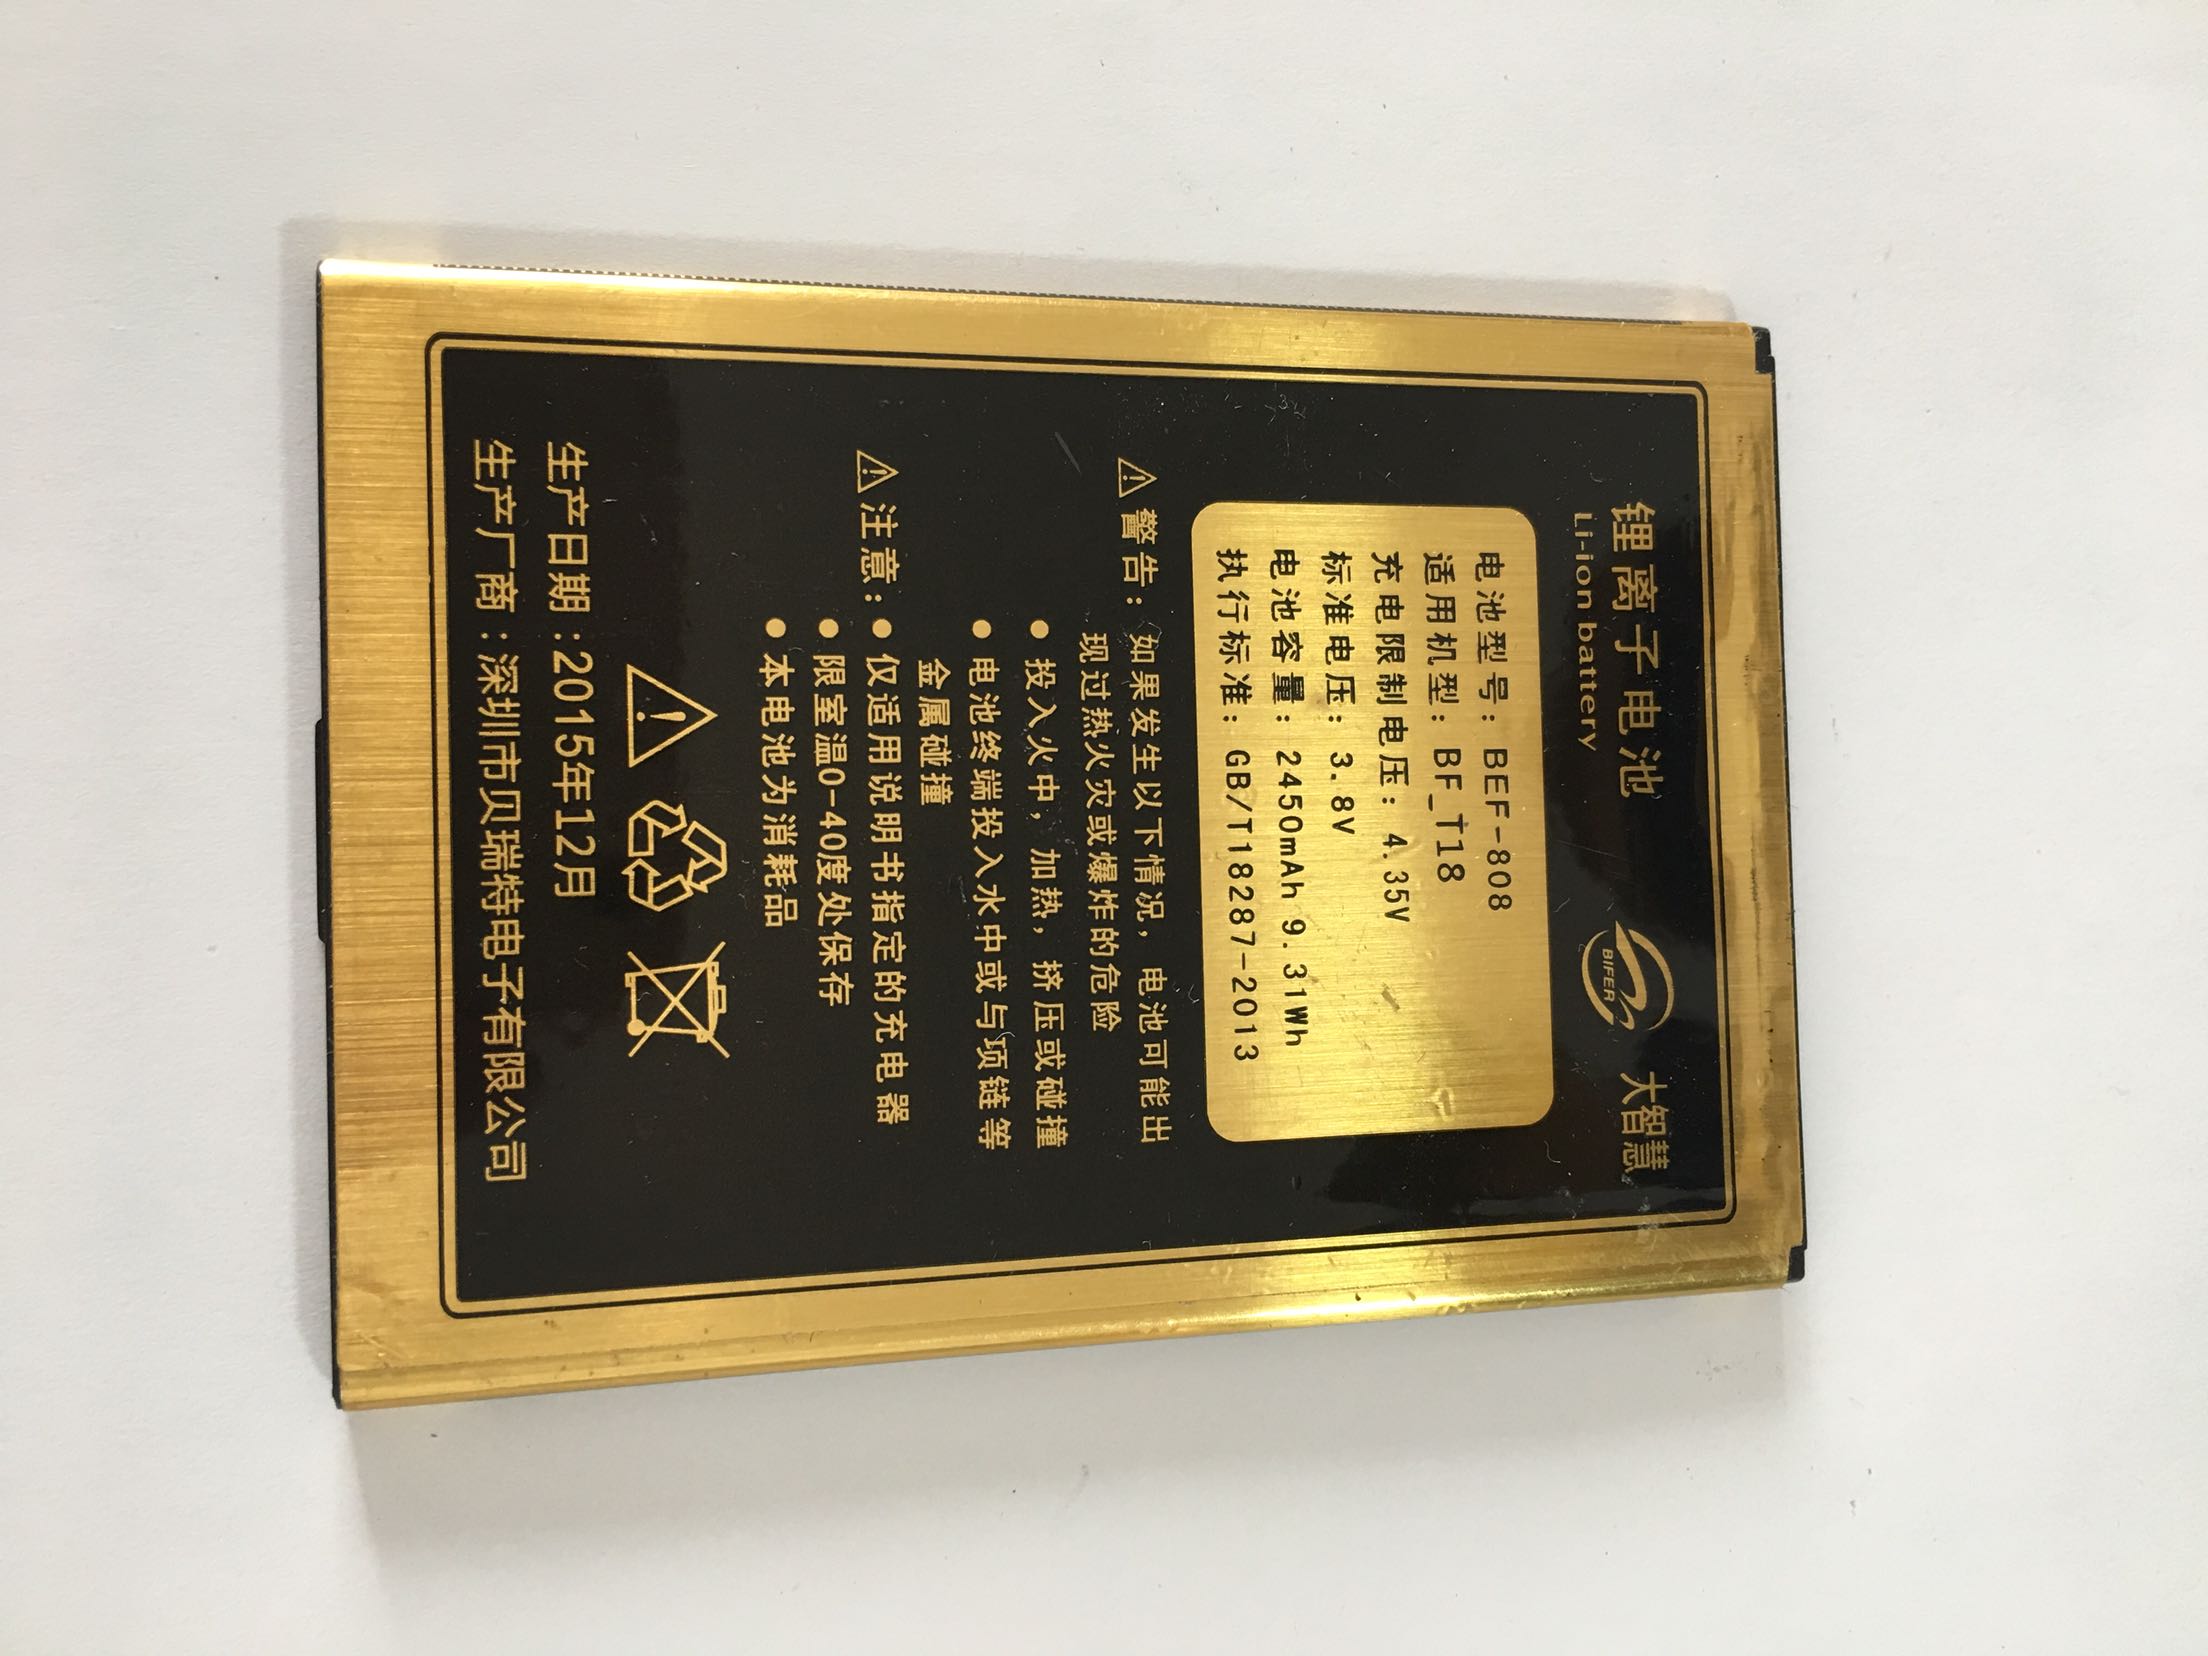 锂离子电池
Li-ion battery
BIFER
大智慧
电池型号：BEF-808
适用机型：BF_T18
充电限制电压：4.35V
标准电压：3.8V
电池容量：2450mAh 9.31Wh
执行标准：GB/T18287-2013
警告：如果发生以下情况，电池可能出
现过热火灾或爆炸的危险
● 投入火中，加热，挤压或碰撞
● 电池终端投入水中或与项链等
金属碰撞
注意：● 仅适用说明书指定的充电器
● 限室温0-40度处保存
● 本电池为消耗品
生产日期：2015年12月
生产厂商：深圳市贝瑞特电子有限公司